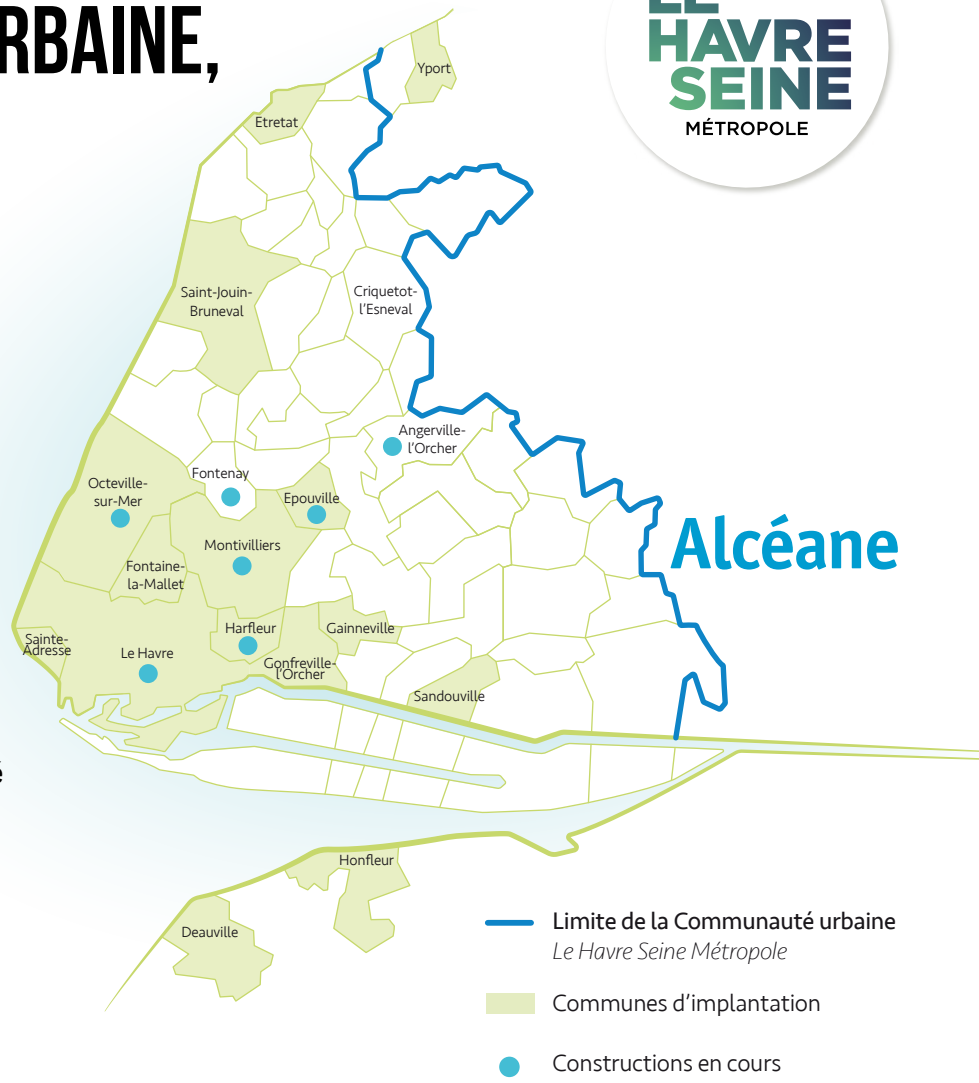 RBAINE,
LE
HAVRE
SEINE
MÉTROPOLE
Yport
Etretat
Saint-Jouin-
Bruneval
Criquetot-
l'Esneval
Angerville-
l'Orcher
Fontenay
Octeville-
sur-Mer
Epouville
Montivilliers
Fontaine-
la-Mallet
Alcéane
Harfleur
Gainneville
Sainte-
Adresse
Le Havre
Gonfreville-
l'Orcher
Sandouville
é
Honfleur
Deauville
Limite de la Communauté urbaine
Le Havre Seine Métropole
Communes d'implantation
Constructions en cours